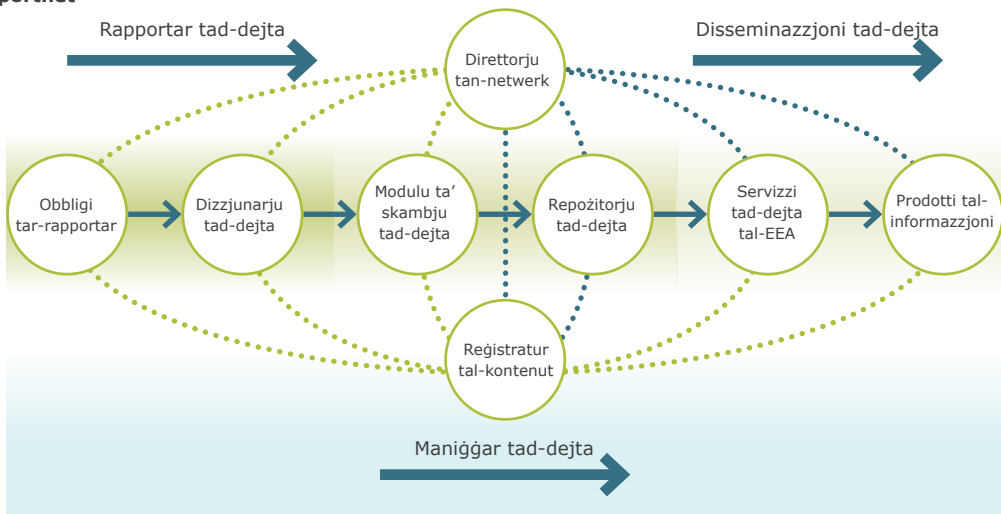 Rapportar tad-dejta
Disseminazzjoni tad-dejta
Direttorju
tan-netwerk
Obbligi
tar-rapportar
Dizzjunarju
tad-dejta
Modulu ta’
skambju
tad-dejta
Repożitorju
tad-dejta
Servizzi
tad-dejta
tal-EEA
Prodotti tal-
informazzjoni
Reġistratur
tal-kontenut
Maniġġar tad-dejta